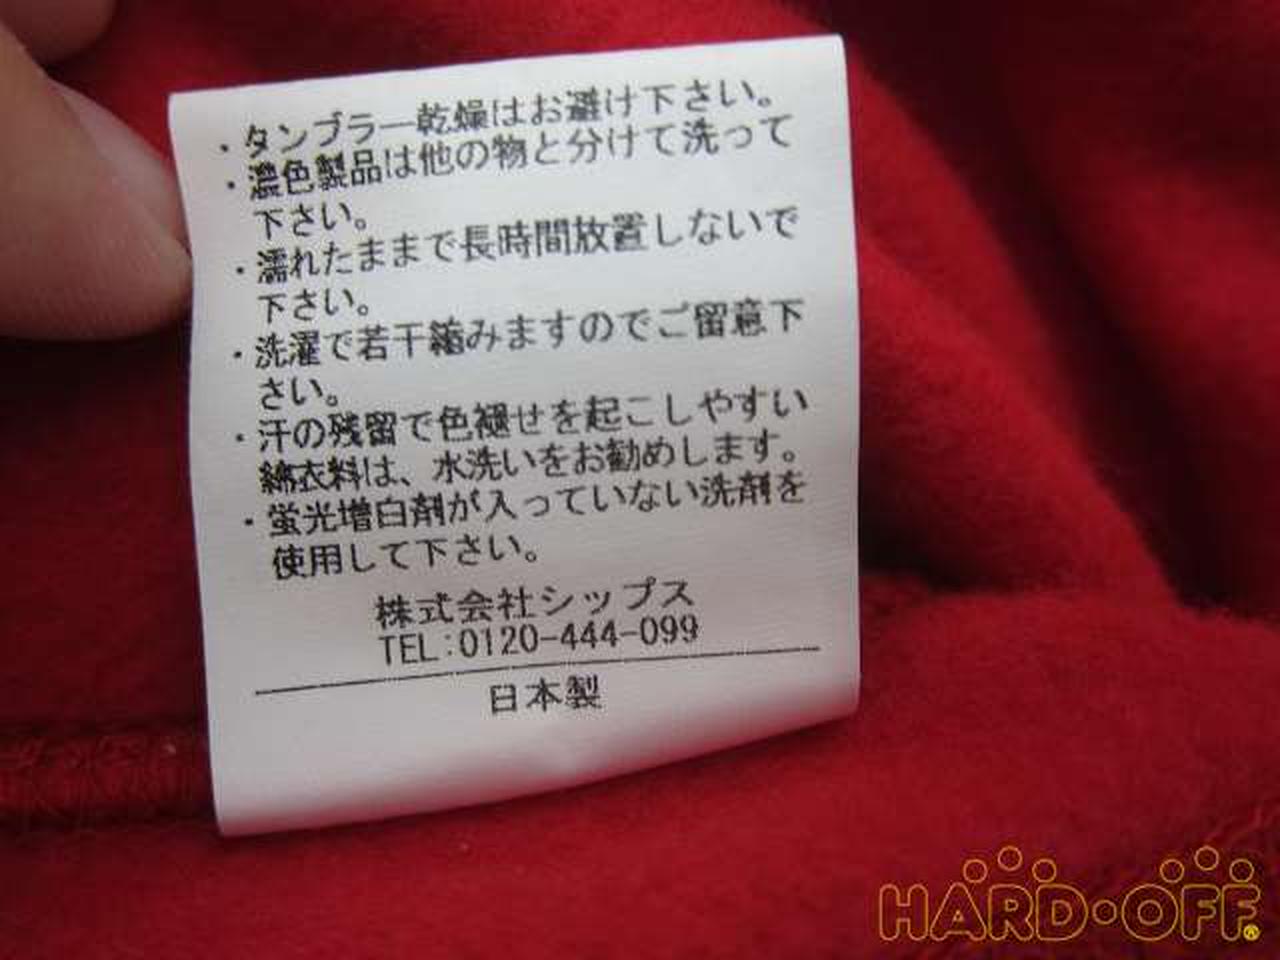 ・タンブラー乾燥はお避け下さい。
・濃色製品は他の物と分けて洗って
下さい。
・濡れたままで長時間放置しないで
下さい。
・洗濯で若干縮みますのでご留意下
さい。
・汗の残留で色褪せを起こしやすい
綿衣料は、水洗いをお勧めします。
・蛍光増白剤が入っていない洗剤を
使用して下さい。
株式会社シップス
TEL:0120-444-099
日本製
HARD・OFF®